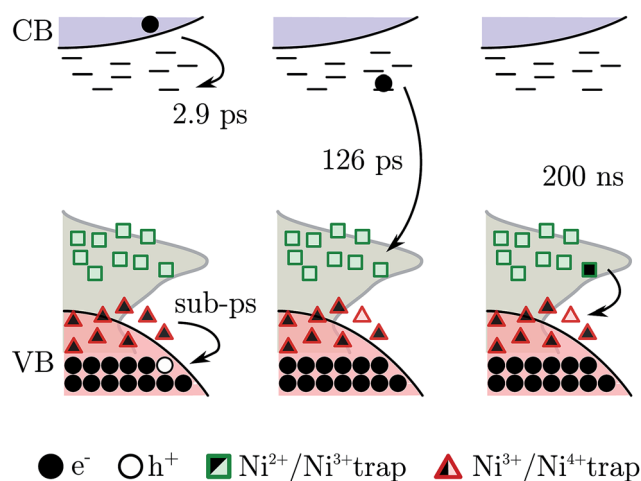 CB
2.9 ps
126 ps
200 ns
sub-ps
VB
e⁻ h⁺ Ni²⁺/Ni³⁺trap Ni³⁺/Ni⁴⁺trap